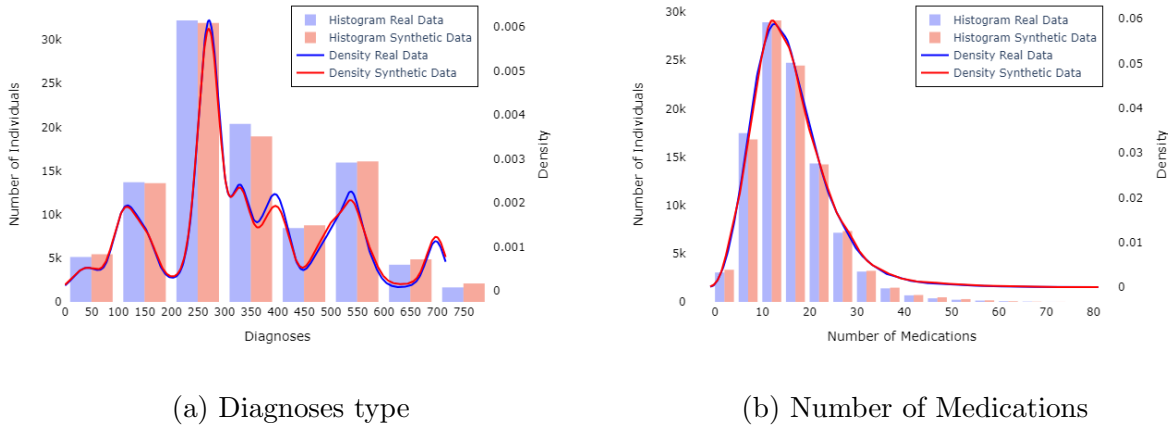 Histogram Real Data
Histogram Synthetic Data
Density Real Data
Density Synthetic Data
Number of Individuals
30k
25k
20k
15k
10k
5k
0
0.006
0.005
0.004
0.003
0.002
0.001
0
Density
0 50 100 150 200 250 300 350 400 450 500 550 600 650 700 750
Diagnoses
(a) Diagnoses type
Histogram Real Data
Histogram Synthetic Data
Density Real Data
Density Synthetic Data
Number of Individuals
30k
25k
20k
15k
10k
5k
0
0.06
0.05
0.04
0.03
0.02
0.01
0
Density
0 10 20 30 40 50 60 70 80
Number of Medications
(b) Number of Medications